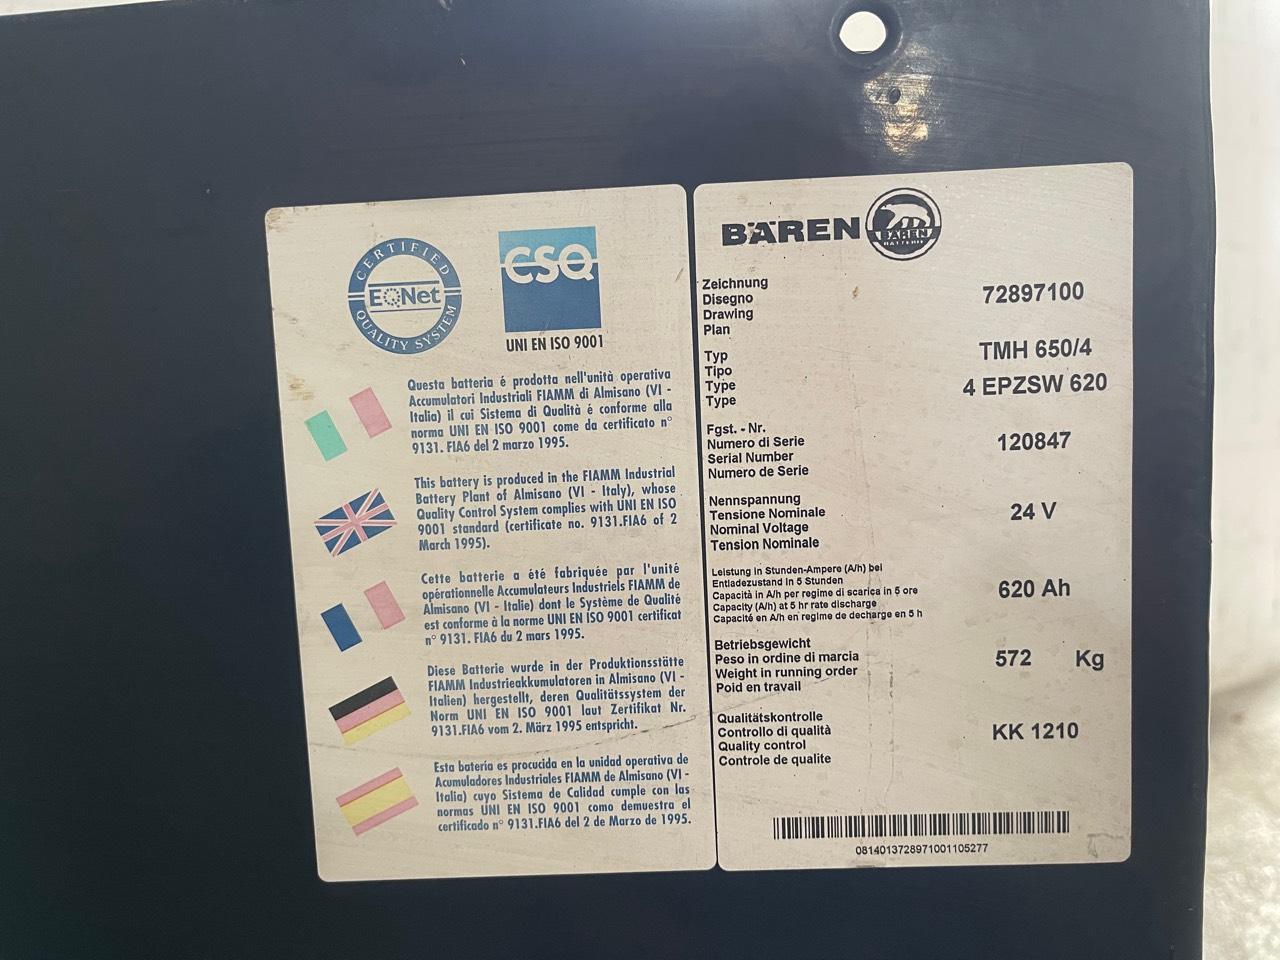 CERTIFIED
EQNet
QUALITY SYSTEM
CSQ
UNI EN ISO 9001
Questa batteria é prodotta nell'unità operativa
Accumulatori Industriali FIAMM di Almisano (VI -
Italia) il cui Sistema di Qualità é conforme alla
norma UNI EN ISO 9001 come da certificato n°
9131. FIA6 del 2 marzo 1995.
This battery is produced in the FIAMM Industrial
Battery Plant of Almisano (VI - Italy), whose
Quality Control System complies with UNI EN ISO
9001 standard (certificate no. 9131.FIA6 of 2
March 1995).
Cette batterie a été fabriquée par l'unité
opérationnelle Accumulateurs Industriels FIAMM de
Almisano (VI - Italie) dont le Système de Qualité
est conforme à la norme UNI EN ISO 9001 certificat
n° 9131. FIA6 du 2 mars 1995.
Diese Batterie wurde in der Produktionsstätte
FIAMM Industrieakkumulatoren in Almisano (VI -
Italien) hergestellt, deren Qualitätssystem der
Norm UNI EN ISO 9001 laut Zertifikat Nr.
9131.FIA6 vom 2. März 1995 entspricht.
Esta batería es procucida en la unidad operativa de
Acumuladores Industriales FIAMM de Almisano (VI -
Italia) cuyo Sistema de Calidad cumple con las
normas UNI EN ISO 9001 como demuestra el
certificado n° 9131.FIA6 del 2 de Marzo de 1995.
BÄREN
BÄREN
BATTERIE
Zeichnung
Disegno
Drawing
Plan
72897100
Typ
Tipo
Type
Type
TMH 650/4
4 EPZSW 620
Fgst. - Nr.
Numero di Serie
Serial Number
Numero de Serie
120847
Nennspannung
Tensione Nominale
Nominal Voltage
Tension Nominale
24 V
Leistung in Stunden-Ampere (A/h) bei
Entladezustand in 5 Stunden
Capacità in A/h per regime di scarica in 5 ore
Capacity (A/h) at 5 hr rate discharge
Capacité en A/h en regime de decharge en 5 h
620 Ah
Betriebsgewicht
Peso in ordine di marcia
Weight in running order
Poid en travail
572 Kg
Qualitätskontrolle
Controllo di qualità
Quality control
Controle de qualite
KK 1210
0814013728971001105277